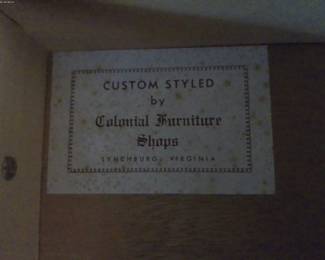 CUSTOM STYLED
by
Colonial Furniture
Shops
LYNCHBURG, VIRGINIA